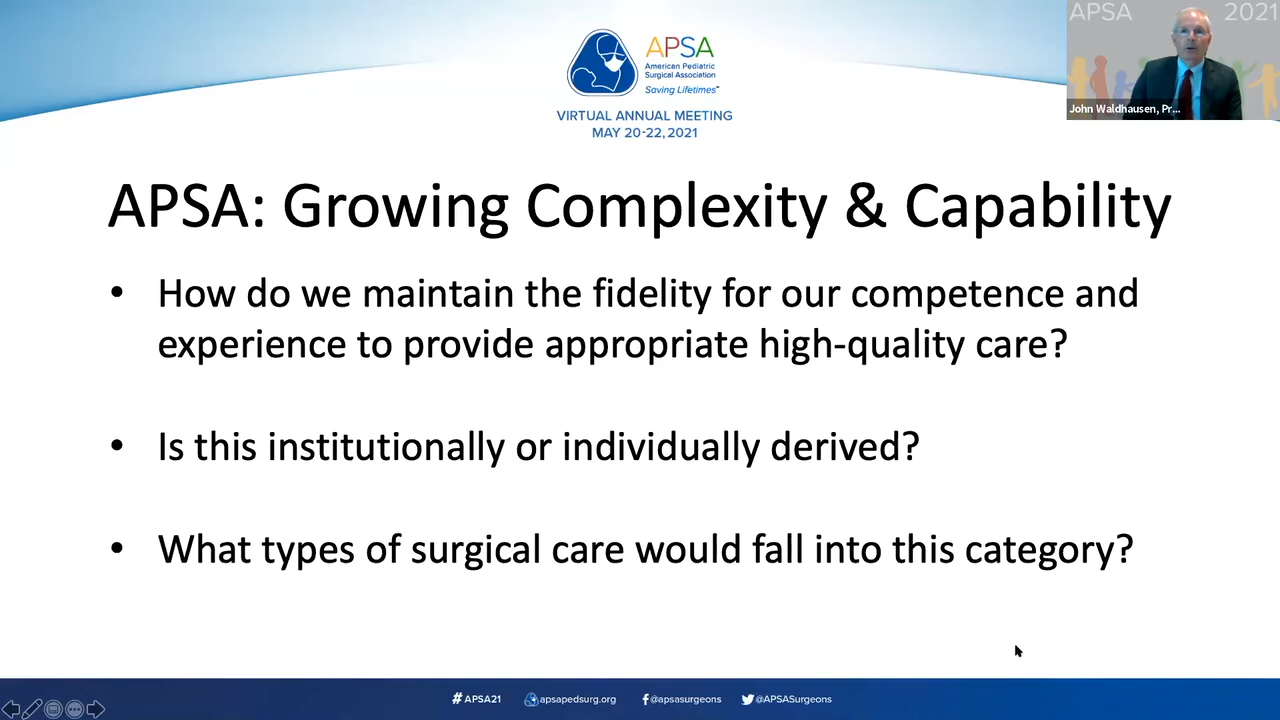 APSA
American Pediatric
Surgical Association
Saving Lifetimes™
VIRTUAL ANNUAL MEETING
MAY 20-22, 2021
APSA 2021
John Waldhausen, Pr...
APSA: Growing Complexity & Capability
• How do we maintain the fidelity for our competence and
experience to provide appropriate high-quality care?
• Is this institutionally or individually derived?
• What types of surgical care would fall into this category?
#APSA21 apsapedsurg.org @apsasurgeons @APSASurgeons